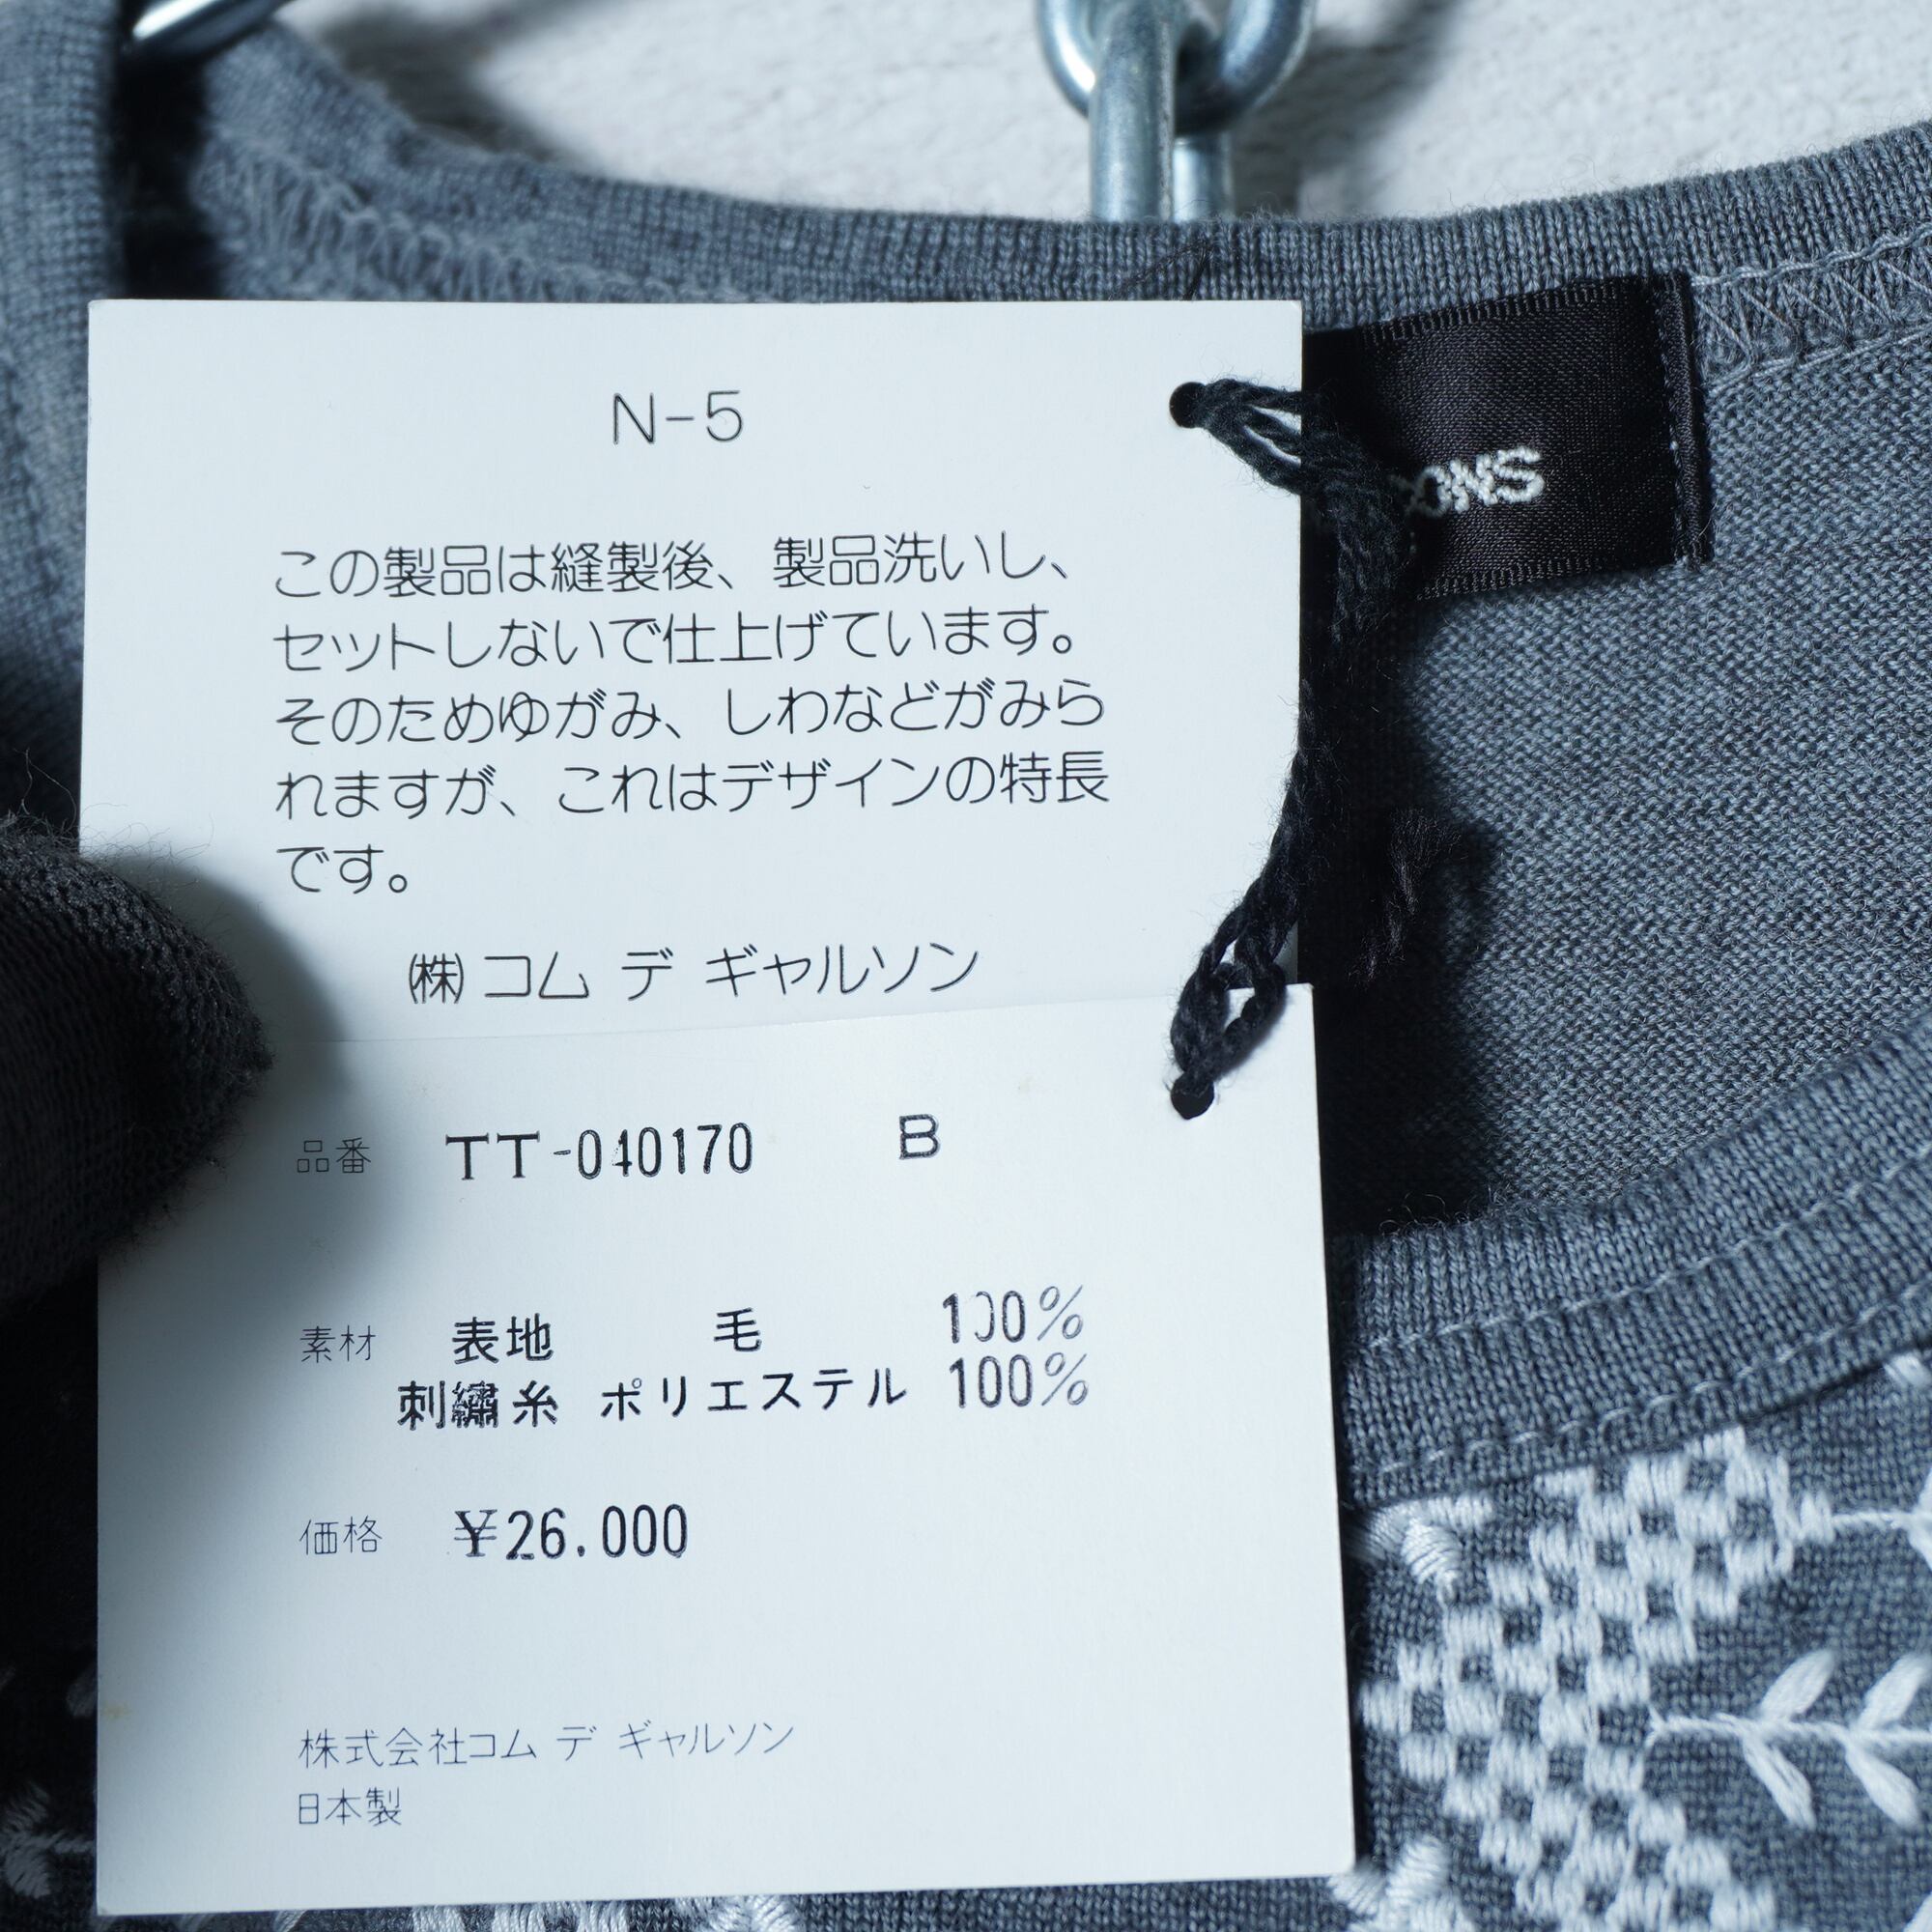 N-5
この製品は縫製後、製品洗いし、
セットしないで仕上げています。
そのためゆがみ、しわなどがみら
れますが、これはデザインの特長
です。
㈱コム デ ギャルソン
品番 TT-040170 B
素材 表地 毛 100%
刺繍糸 ポリエステル 100%
価格 ¥26.000
株式会社コム デ ギャルソン
日本製